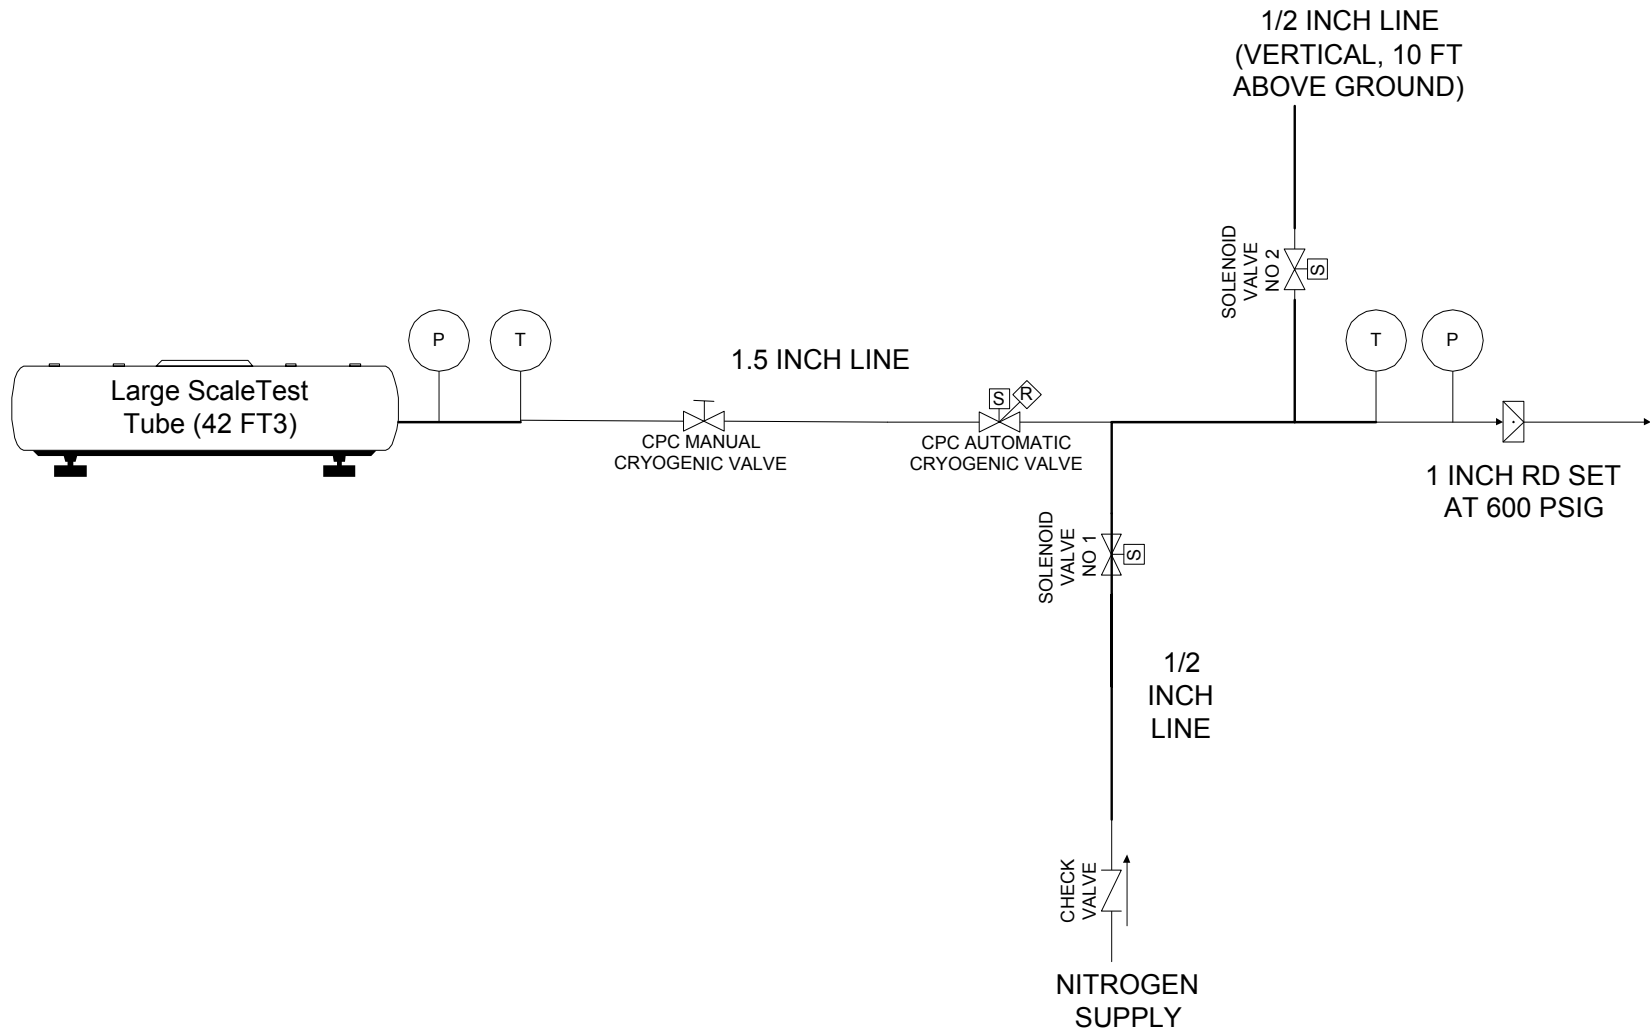 1/2 INCH LINE
(VERTICAL, 10 FT
ABOVE GROUND)
SOLENOID
VALVE
NO 2
S
P
T
1.5 INCH LINE
T
P
Large ScaleTest
Tube (42 FT3)
S
R
CPC MANUAL
CRYOGENIC VALVE
CPC AUTOMATIC
CRYOGENIC VALVE
1 INCH RD SET
AT 600 PSIG
SOLENOID
VALVE
NO 1
S
1/2
INCH
LINE
CHECK
VALVE
NITROGEN
SUPPLY